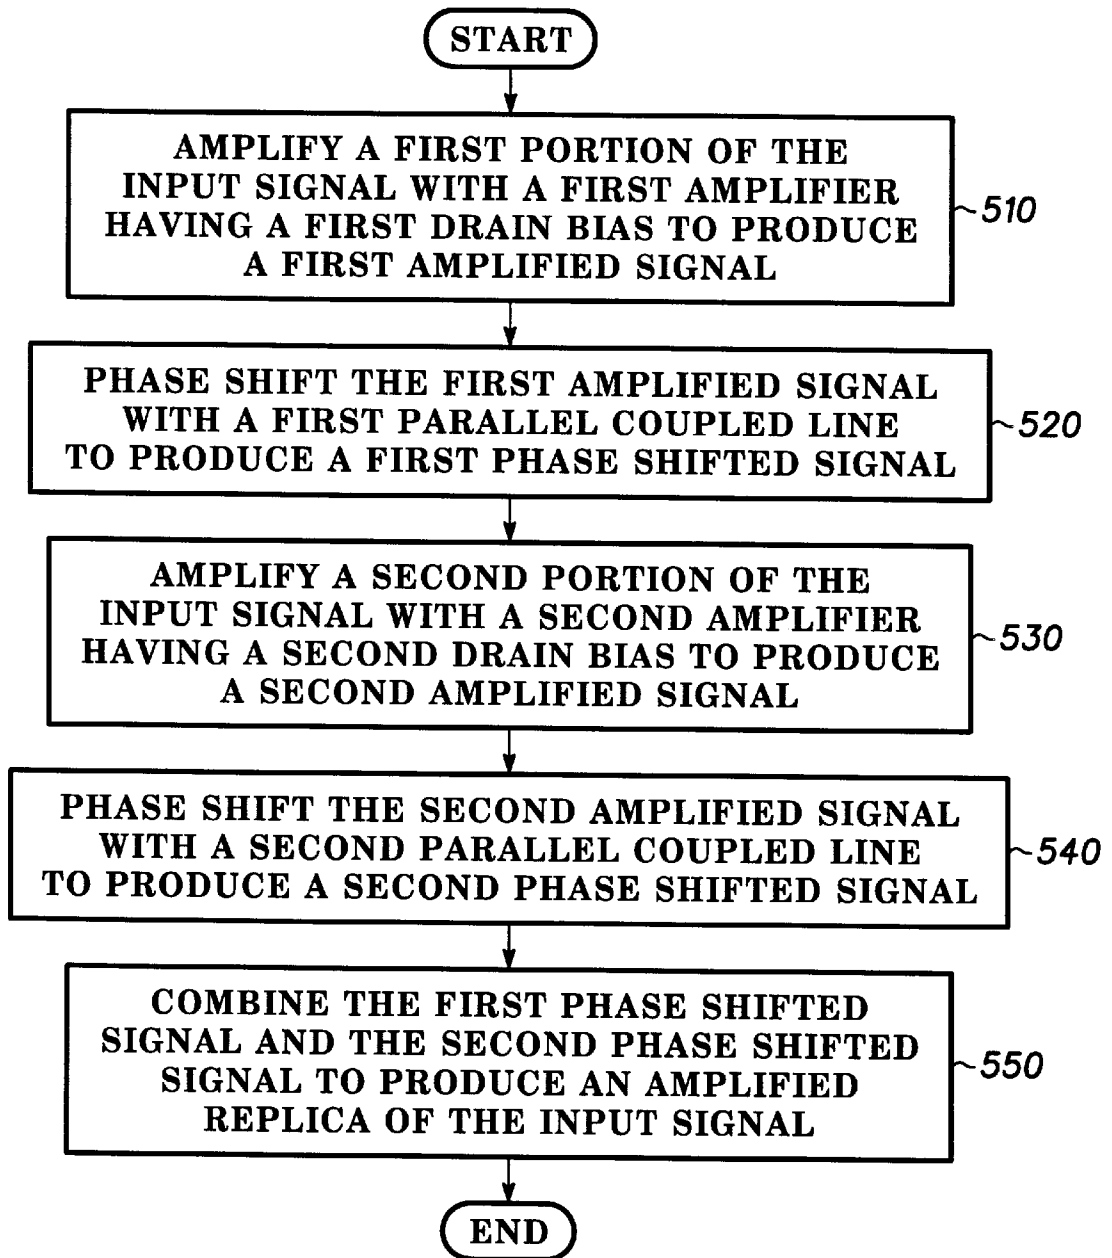 START
AMPLIFY A FIRST PORTION OF THE
INPUT SIGNAL WITH A FIRST AMPLIFIER
HAVING A FIRST DRAIN BIAS TO PRODUCE
A FIRST AMPLIFIED SIGNAL
510
PHASE SHIFT THE FIRST AMPLIFIED SIGNAL
WITH A FIRST PARALLEL COUPLED LINE
TO PRODUCE A FIRST PHASE SHIFTED SIGNAL
520
AMPLIFY A SECOND PORTION OF THE
INPUT SIGNAL WITH A SECOND AMPLIFIER
HAVING A SECOND DRAIN BIAS TO PRODUCE
A SECOND AMPLIFIED SIGNAL
530
PHASE SHIFT THE SECOND AMPLIFIED SIGNAL
WITH A SECOND PARALLEL COUPLED LINE
TO PRODUCE A SECOND PHASE SHIFTED SIGNAL
540
COMBINE THE FIRST PHASE SHIFTED
SIGNAL AND THE SECOND PHASE SHIFTED
SIGNAL TO PRODUCE AN AMPLIFIED
REPLICA OF THE INPUT SIGNAL
550
END